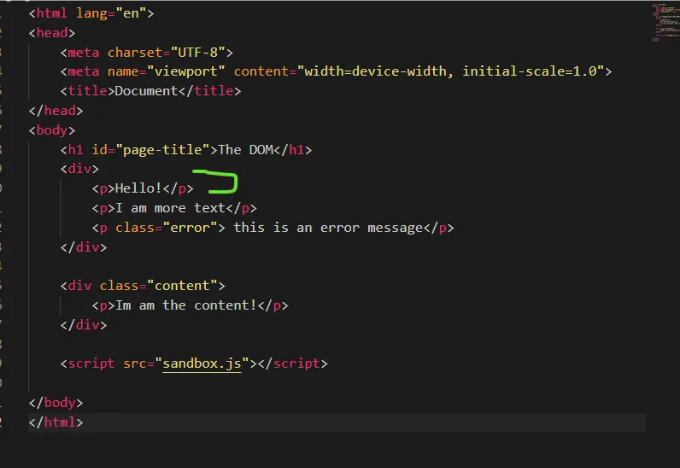 <html lang="en">
<head>
    <meta charset="UTF-8">
    <meta name="viewport" content="width=device-width, initial-scale=1.0">
    <title>Document</title>
</head>
<body>
    <h1 id="page-title">The DOM</h1>
    <div>
        <p>Hello!</p>
        <p>I am more text</p>
        <p class="error"> this is an error message</p>
    </div>

    <div class="content">
        <p>Im am the content!</p>
    </div>

    <script src="sandbox.js"></script>

</body>
</html>